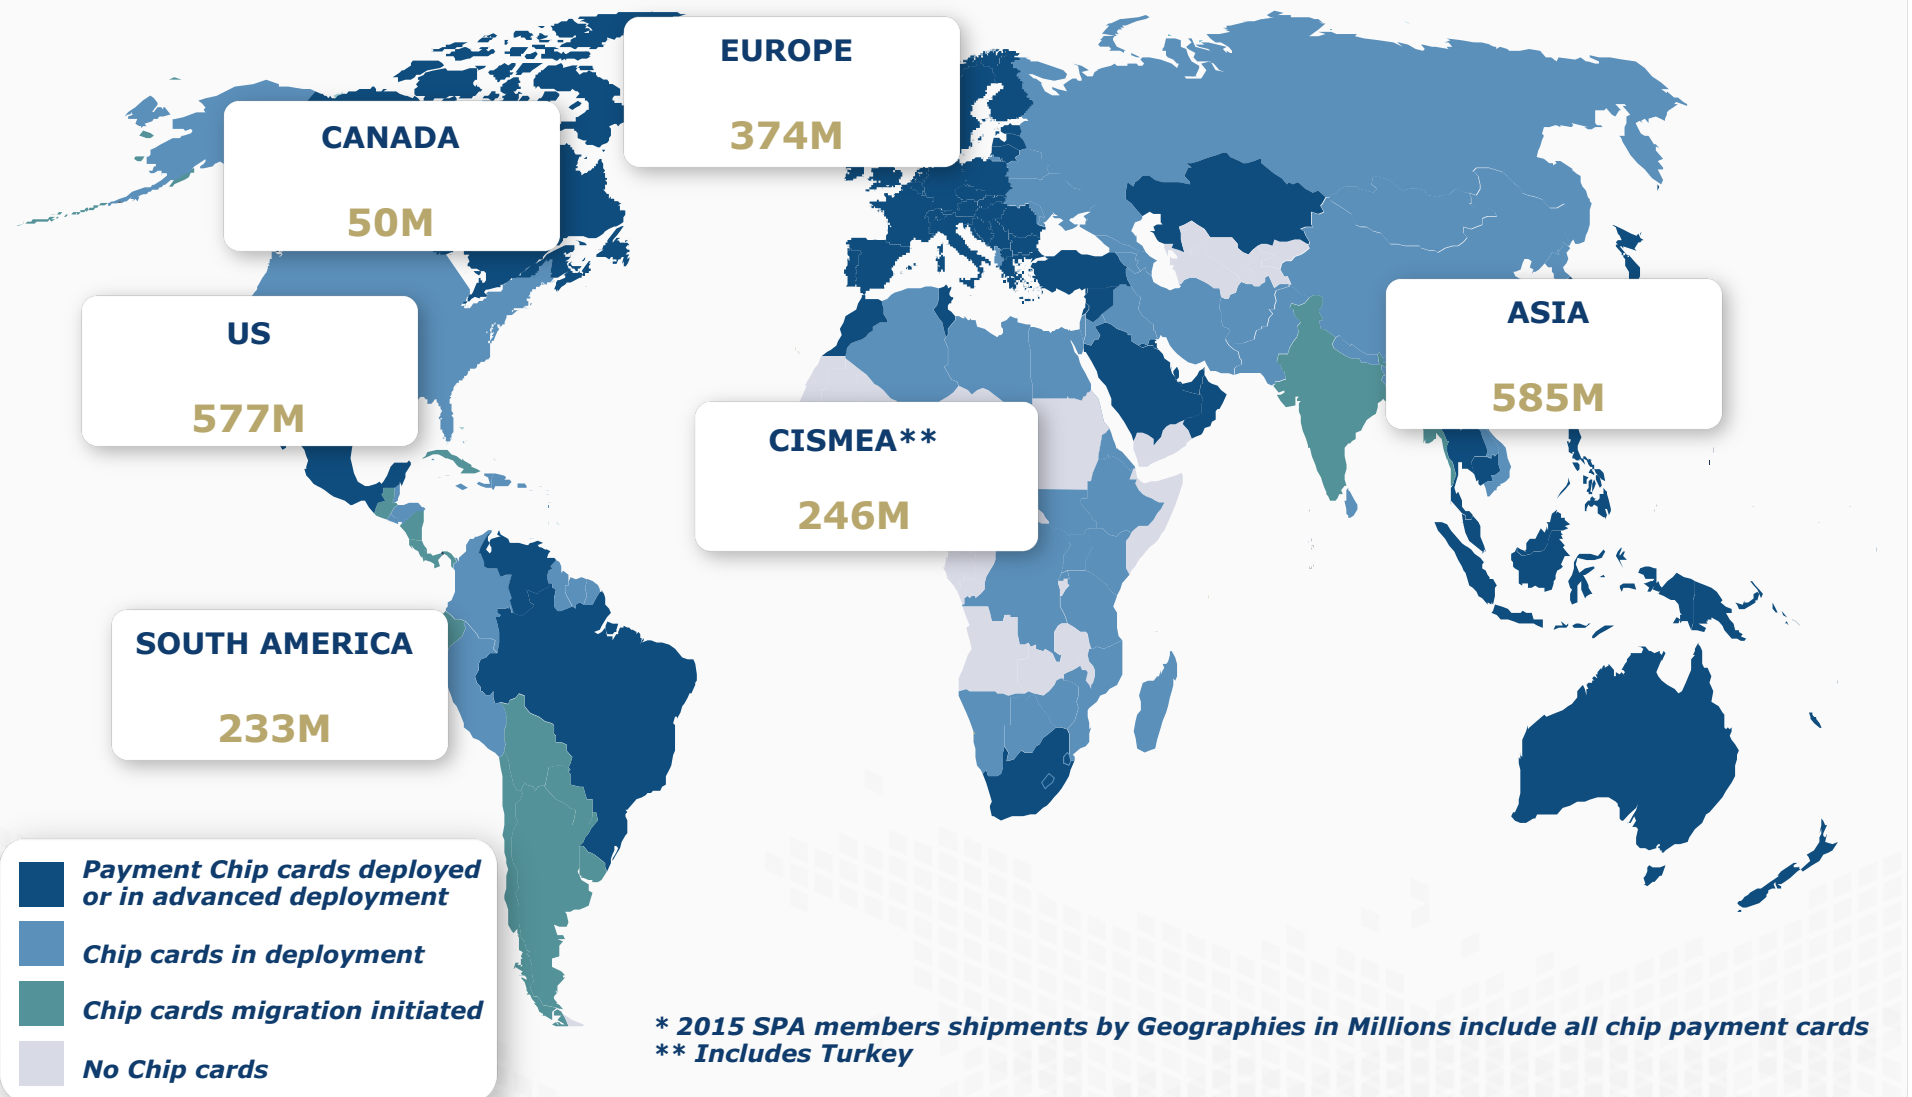 EUROPE
374M
CANADA
50M
US
577M
ASIA
585M
CISMEA**
246M
SOUTH AMERICA
233M
Payment Chip cards deployed
or in advanced deployment
Chip cards in deployment
Chip cards migration initiated
No Chip cards
* 2015 SPA members shipments by Geographies in Millions include all chip payment cards
** Includes Turkey